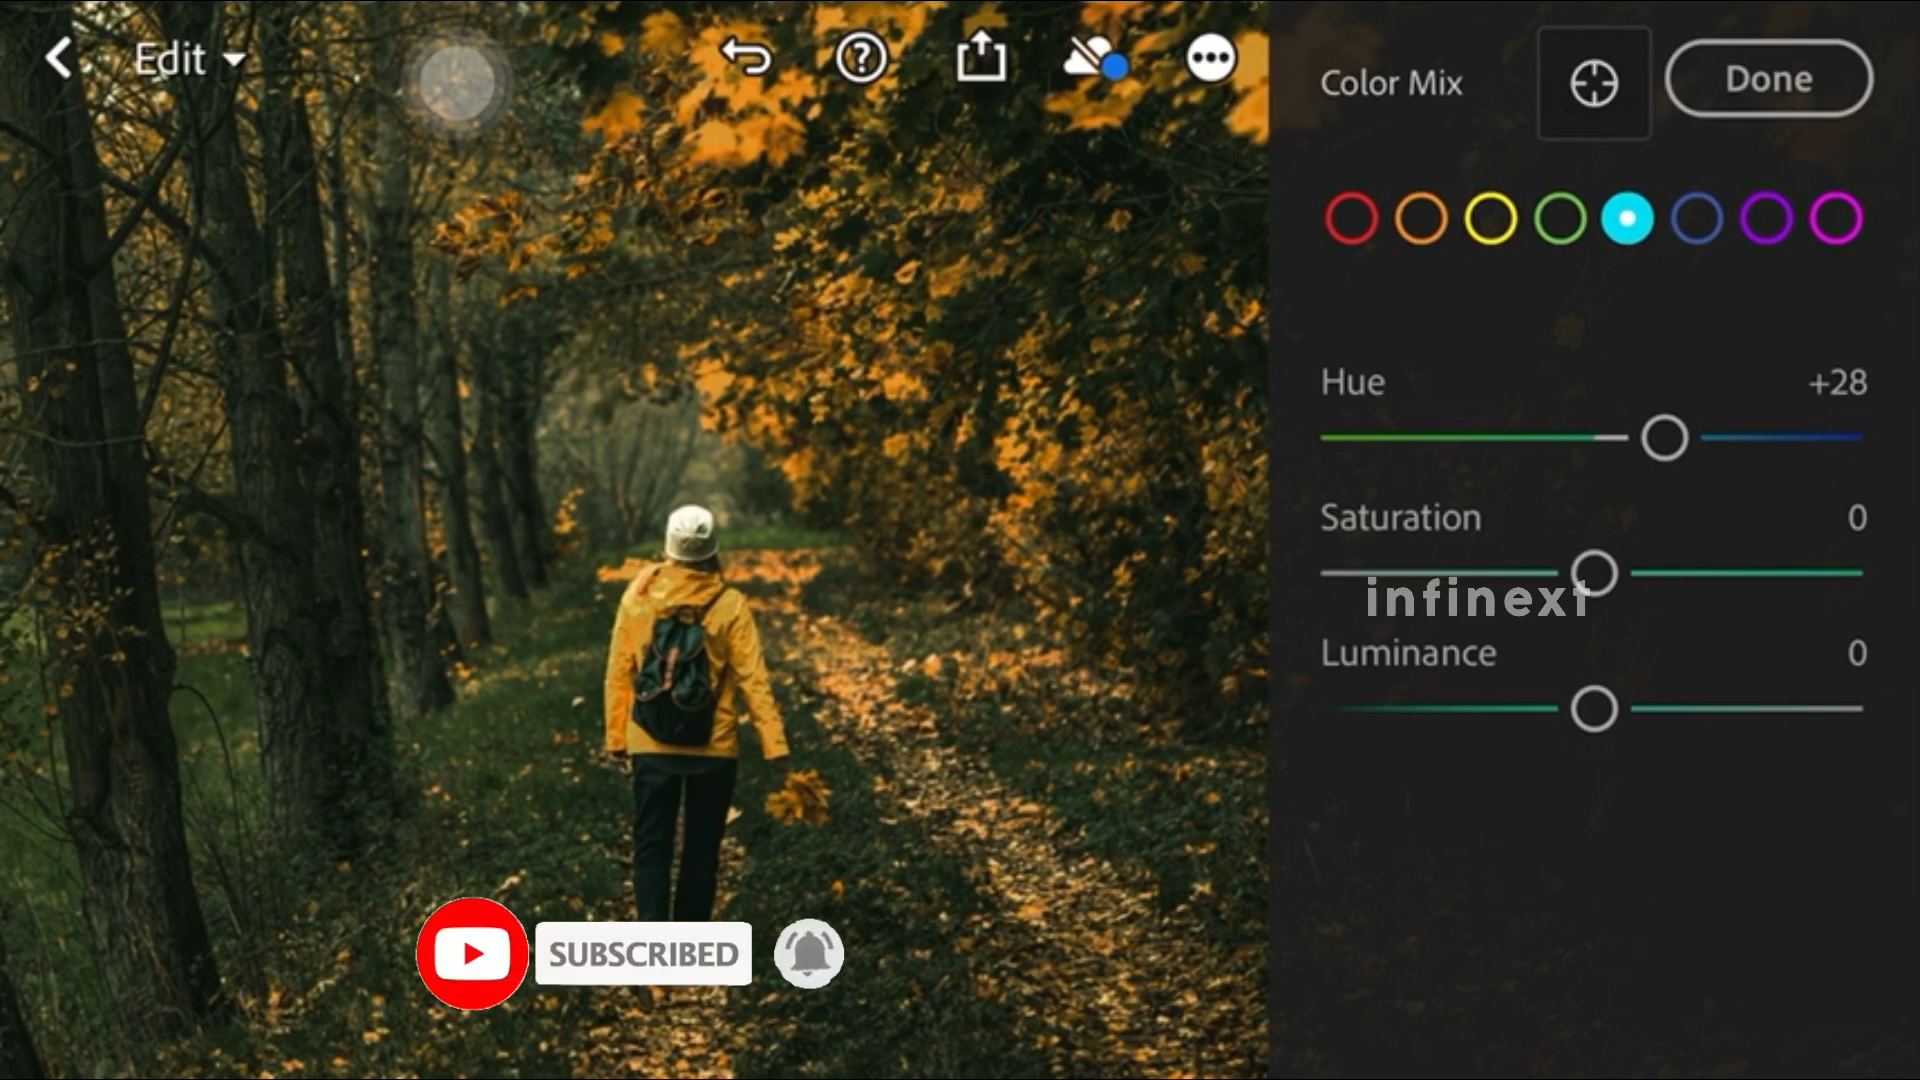 Edit
Color Mix
Done
Hue +28
Saturation 0
infinext
Luminance 0
SUBSCRIBED